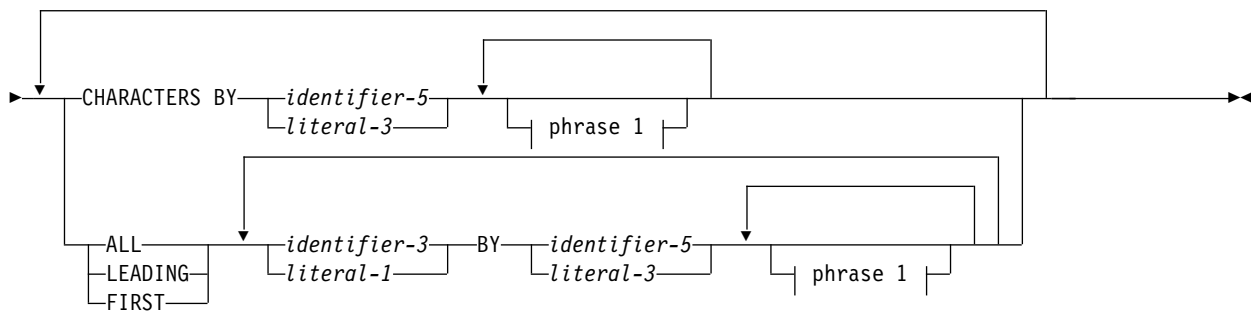 CHARACTERS BY identifier-5
literal-3
phrase 1
ALL identifier-3 BY identifier-5
LEADING literal-1 literal-3
phrase 1
FIRST